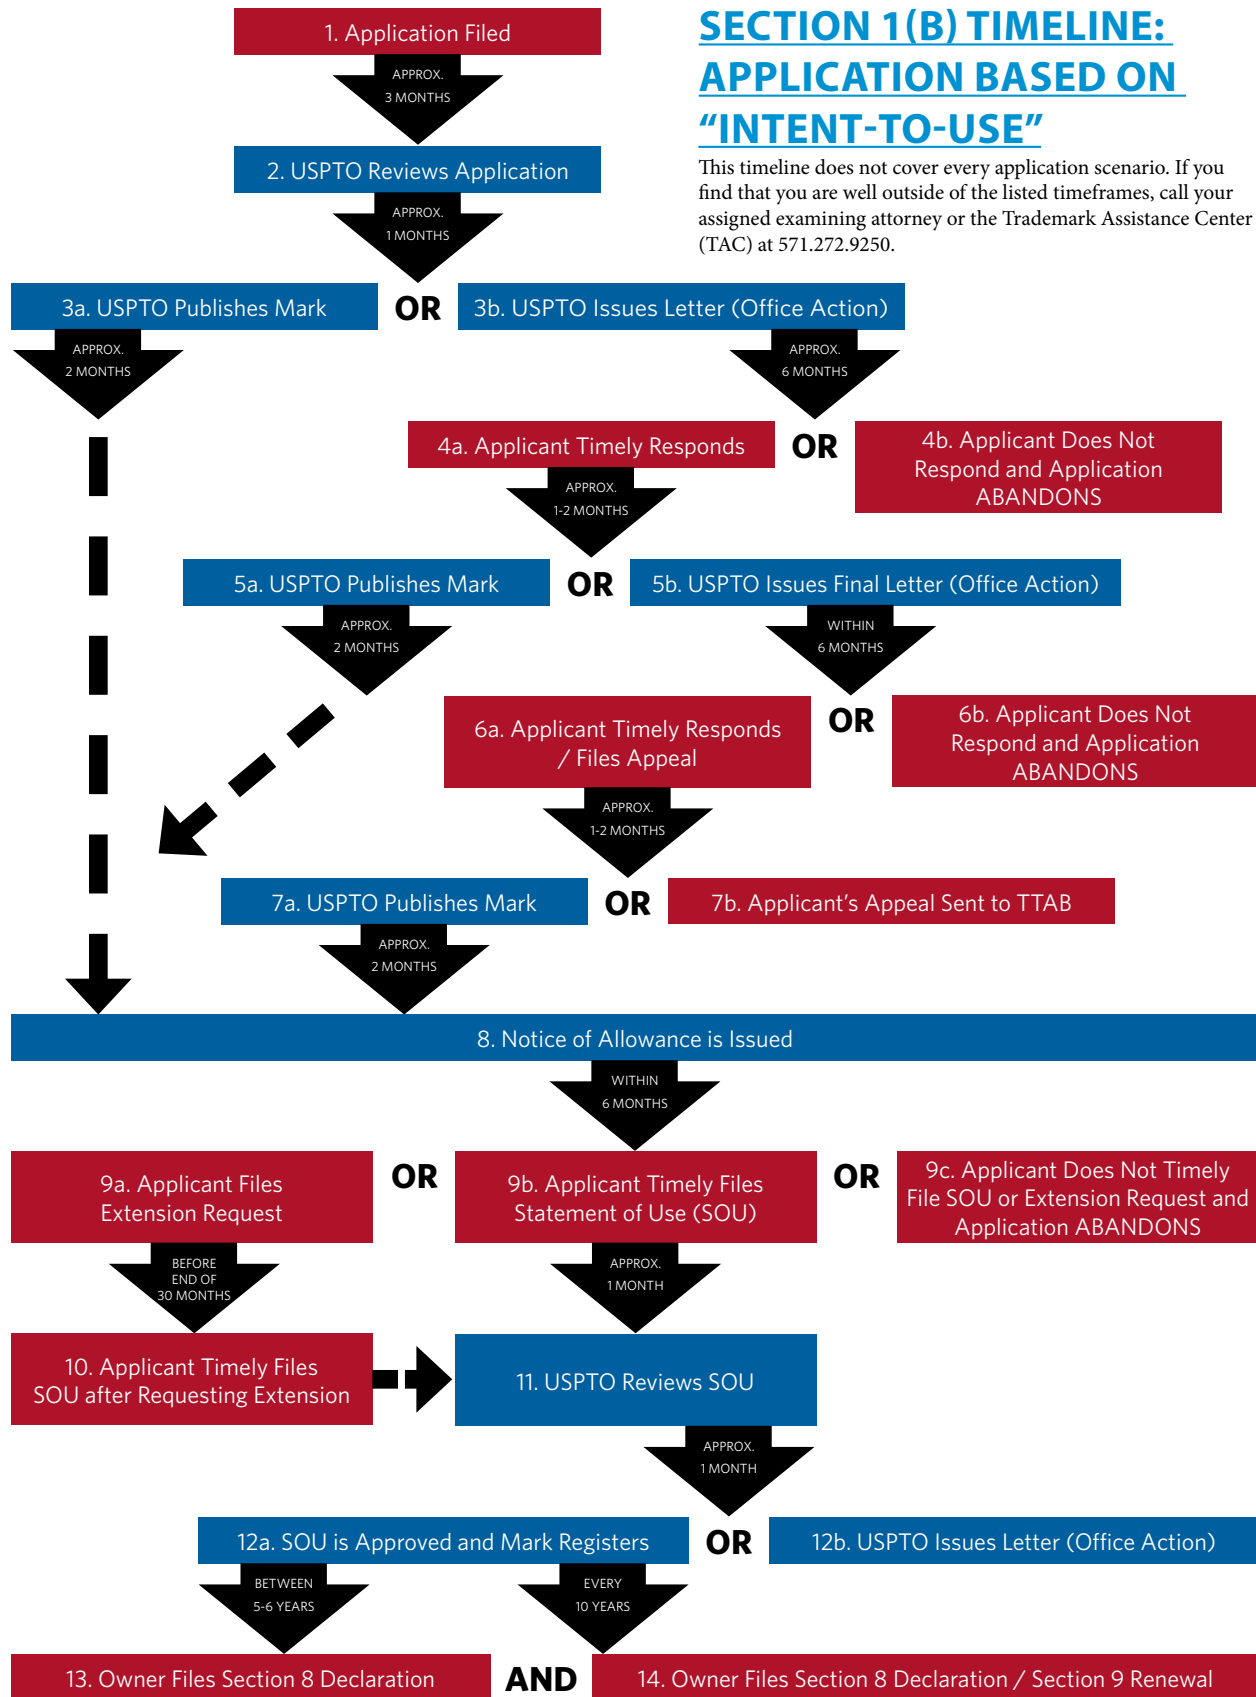 SECTION 1(B) TIMELINE:
APPLICATION BASED ON
“INTENT-TO-USE”
This timeline does not cover every application scenario. If you
find that you are well outside of the listed timeframes, call your
assigned examining attorney or the Trademark Assistance Center
(TAC) at 571.272.9250.
1. Application Filed
APPROX.
3 MONTHS
2. USPTO Reviews Application
APPROX.
1 MONTHS
3a. USPTO Publishes Mark
OR
3b. USPTO Issues Letter (Office Action)
APPROX.
2 MONTHS
APPROX.
6 MONTHS
4a. Applicant Timely Responds
OR
4b. Applicant Does Not
Respond and Application
ABANDONS
APPROX.
1-2 MONTHS
5a. USPTO Publishes Mark
OR
5b. USPTO Issues Final Letter (Office Action)
APPROX.
2 MONTHS
WITHIN
6 MONTHS
6a. Applicant Timely Responds
/ Files Appeal
OR
6b. Applicant Does Not
Respond and Application
ABANDONS
APPROX.
1-2 MONTHS
7a. USPTO Publishes Mark
OR
7b. Applicant’s Appeal Sent to TTAB
APPROX.
2 MONTHS
8. Notice of Allowance is Issued
WITHIN
6 MONTHS
9a. Applicant Files
Extension Request
OR
9b. Applicant Timely Files
Statement of Use (SOU)
OR
9c. Applicant Does Not Timely
File SOU or Extension Request and
Application ABANDONS
BEFORE
END OF
30 MONTHS
APPROX.
1 MONTH
10. Applicant Timely Files
SOU after Requesting Extension
11. USPTO Reviews SOU
APPROX.
1 MONTH
12a. SOU is Approved and Mark Registers
OR
12b. USPTO Issues Letter (Office Action)
BETWEEN
5-6 YEARS
EVERY
10 YEARS
13. Owner Files Section 8 Declaration
AND
14. Owner Files Section 8 Declaration / Section 9 Renewal